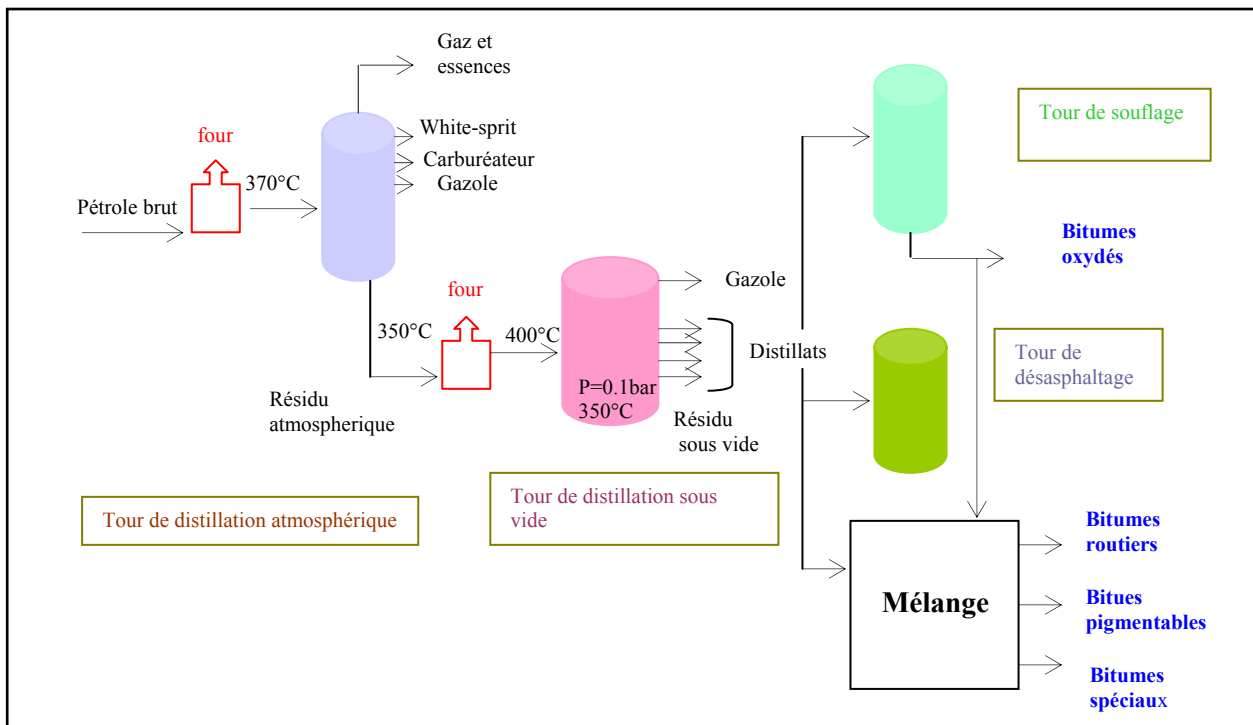 Gaz et
essences
four
White-sprit
Carburéateur
Gazole
370°C
Pétrole brut
Tour de souflage
Bitumes
oxydés
four
350°C
400°C
Gazole
Distillats
P=0.1bar
350°C
Résidu
atmospherique
Résidu
sous vide
Tour de
désasphaltage
Tour de distillation atmosphérique
Tour de distillation sous
vide
Mélange
Bitumes
routiers
Bitues
pigmentables
Bitumes
spéciaux